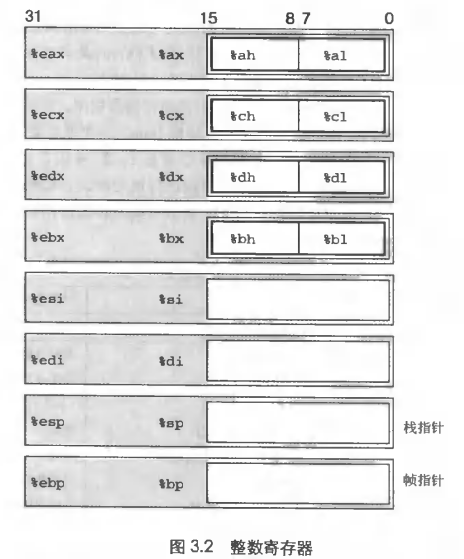 31 15 8 7 0
%eax %ax %ah %al
%ecx %cx %ch %cl
%edx %dx %dh %dl
%ebx %bx %bh %bl
%esi %si
%edi %di
%esp %sp 栈指针
%ebp %bp 帧指针
图 3.2 整数寄存器